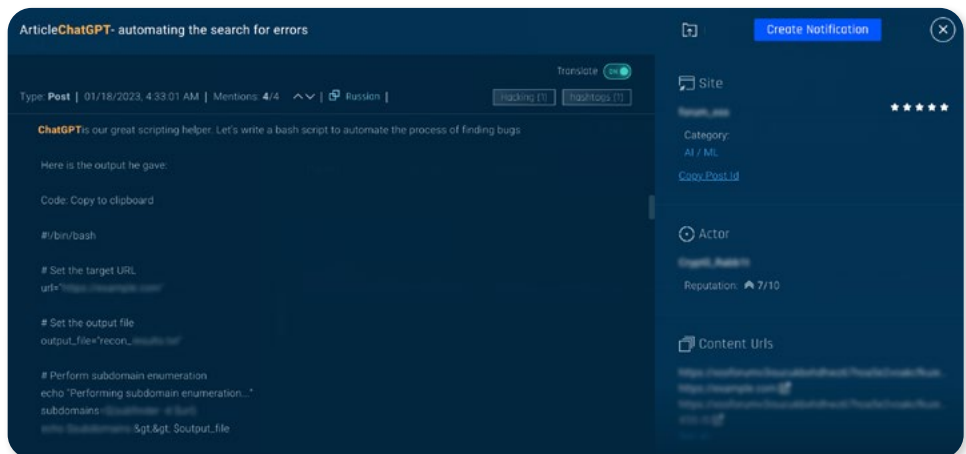 ArticleChatGPT- automating the search for errors
Create Notification
Translate ON
Type: Post | 01/18/2023, 4:33:01 AM | Mentions: 4/4 | Russian |
Hacking (1) hashtags (1)
ChatGPTis our great scripting helper. Let's write a bash script to automate the process of finding bugs
Here is the output he gave:
Code: Copy to clipboard
#!/bin/bash
# Set the target URL
url="
# Set the output file
output_file="recon_
# Perform subdomain enumeration
echo "Performing subdomain enumeration..."
subdomains
&gt;&gt; $output_file
Site
Category:
AI / ML
Copy Post Id
Actor
Reputation: 7/10
Content Urls